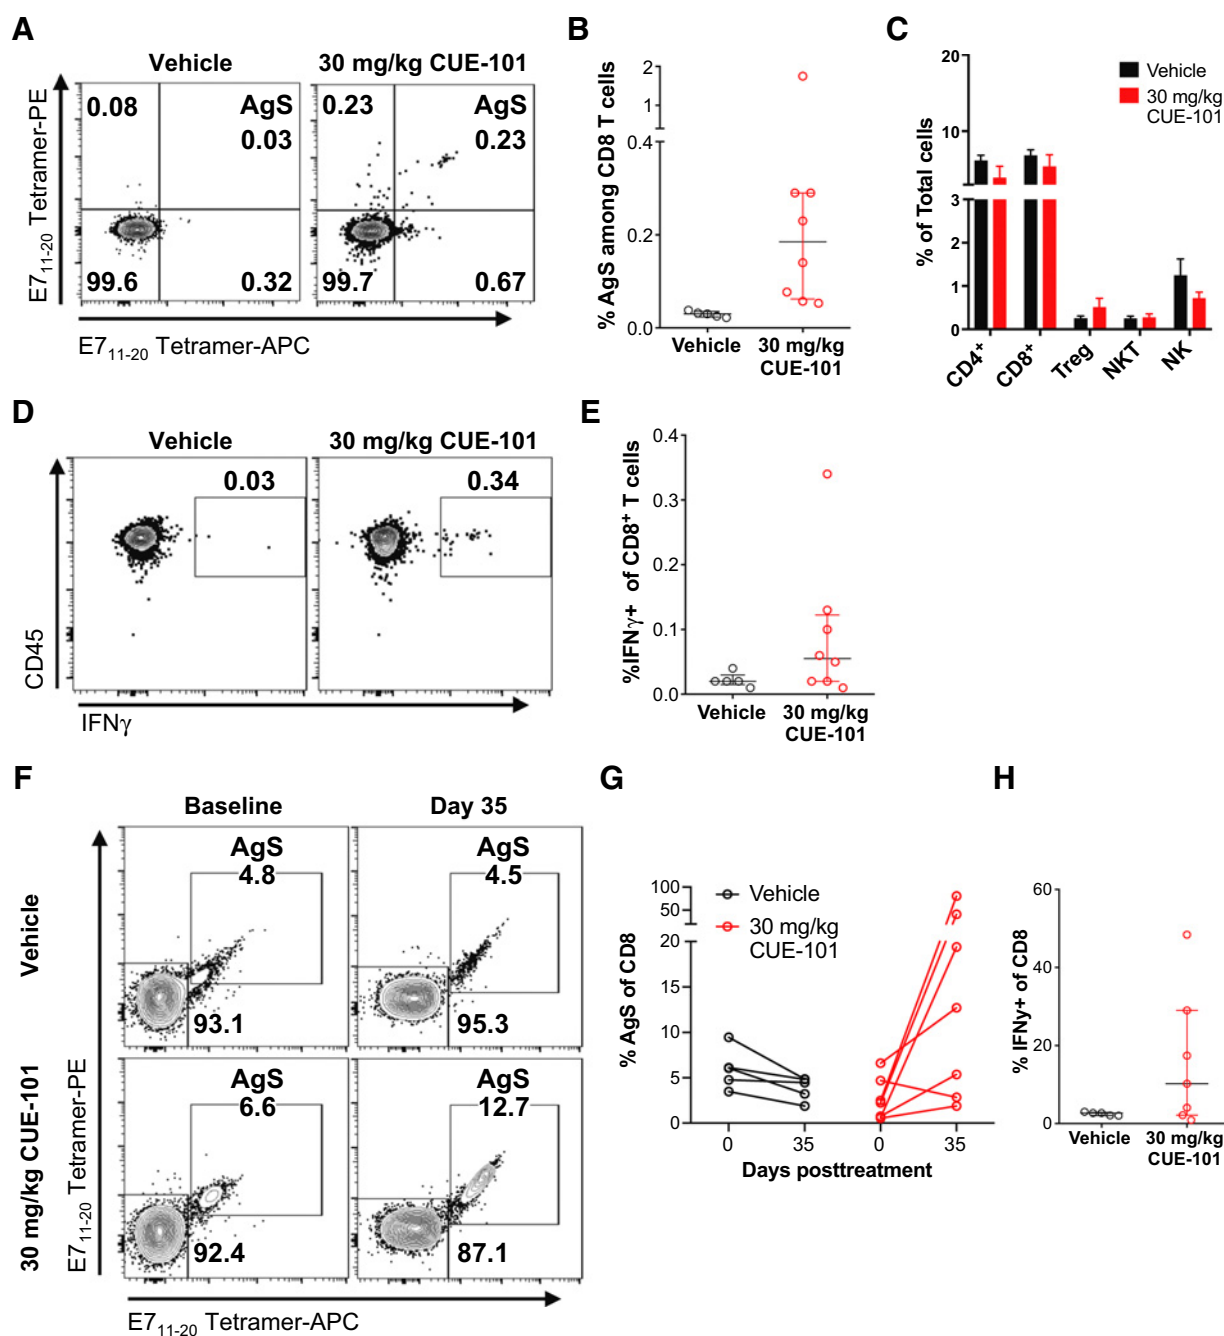 A
Vehicle
30 mg/kg CUE-101
E7₁₁₋₂₀ Tetramer-PE
0.08
AgS
0.03
99.6
0.32
0.23
AgS
0.23
99.7
0.67
E7₁₁₋₂₀ Tetramer-APC
B
% AgS among CD8 T cells
2
1
0.4
0.2
0.0
Vehicle
30 mg/kg
CUE-101
C
% of Total cells
20
10
3
2
1
0
Vehicle
30 mg/kg
CUE-101
CD4⁺
CD8⁺
Treg
NKT
NK
D
Vehicle
30 mg/kg CUE-101
CD45
0.03
0.34
IFNγ
E
%IFNγ+ of CD8⁺ T cells
0.4
0.3
0.2
0.1
0.0
Vehicle
30 mg/kg
CUE-101
F
Baseline
Day 35
Vehicle
AgS
4.8
93.1
AgS
4.5
95.3
30 mg/kg CUE-101
E7₁₁₋₂₀ Tetramer-PE
AgS
6.6
92.4
AgS
12.7
87.1
E7₁₁₋₂₀ Tetramer-APC
G
% AgS of CD8
100
50
20
15
10
5
0
Vehicle
30 mg/kg
CUE-101
0
35
0
35
Days posttreatment
H
% IFNγ+ of CD8
60
40
20
0
Vehicle
30 mg/kg
CUE-101